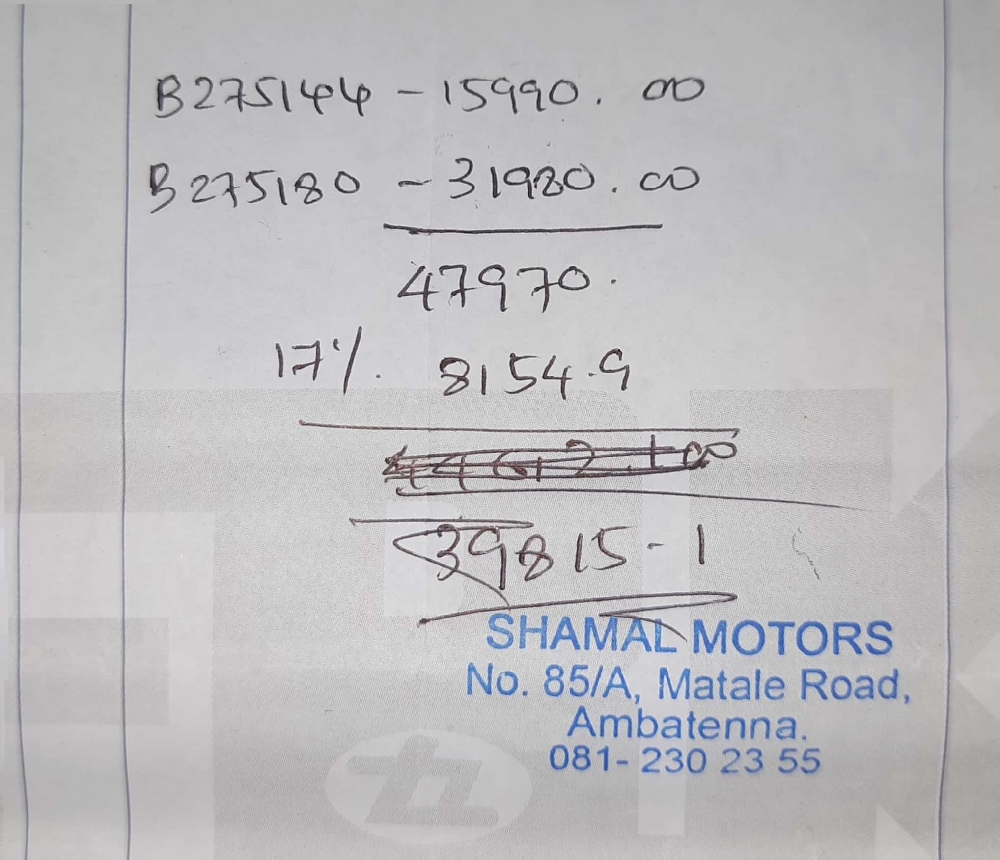 B275144 - 15990. 00
B275180 - 31980. 00
47970.
17%. 8154.9
39815-1
SHAMAL MOTORS
No. 85/A, Matale Road,
Ambatenna.
081- 230 23 55